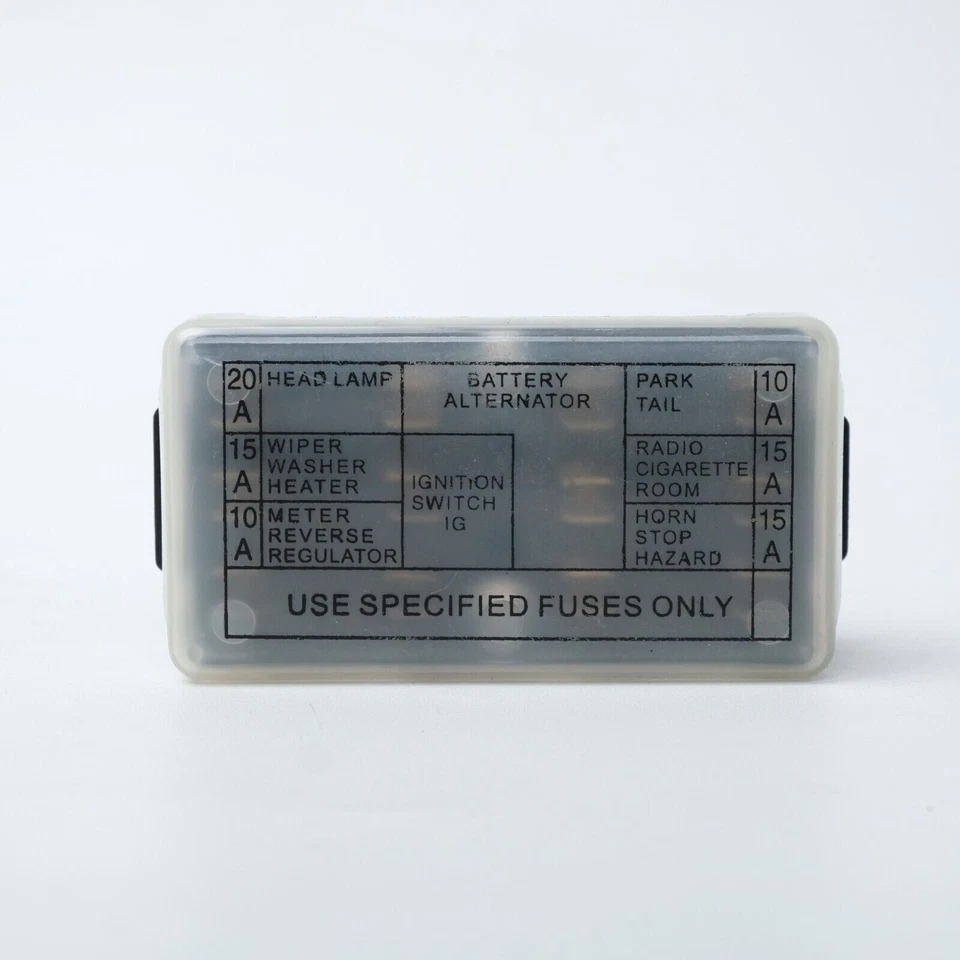 20 A HEAD LAMP
BATTERY
ALTERNATOR
PARK
TAIL
10 A
15 A
WIPER
WASHER
HEATER
IGNITION
SWITCH
IG
RADIO
CIGARETTE
ROOM
15 A
10 A
METER
REVERSE
REGULATOR
HORN
STOP
HAZARD
15 A
USE SPECIFIED FUSES ONLY